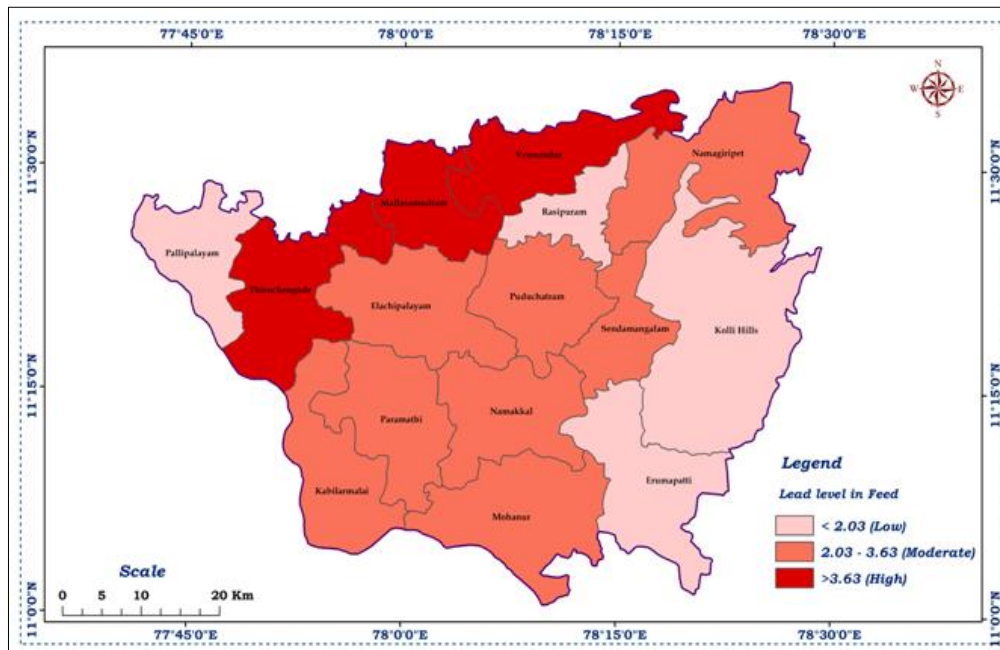 77°45'0"E 78°0'0"E 78°15'0"E 78°30'0"E
N
W E
S
11°30'0"N 11°30'0"N
Namagiripet
Rasipuram
Pallipalayam
Elachipalayam
Puduchatram
Sendamangalam
Kolli Hills
11°15'0"N 11°15'0"N
Paramathi
Namakkal
Erumapatti
Kabilarmalai
Mohanur
Legend
Lead level in Feed
< 2.03 (Low)
2.03 - 3.63 (Moderate)
>3.63 (High)
Scale
0 5 10 20 Km
11°0'0"N 11°0'0"N
77°45'0"E 78°0'0"E 78°15'0"E 78°30'0"E